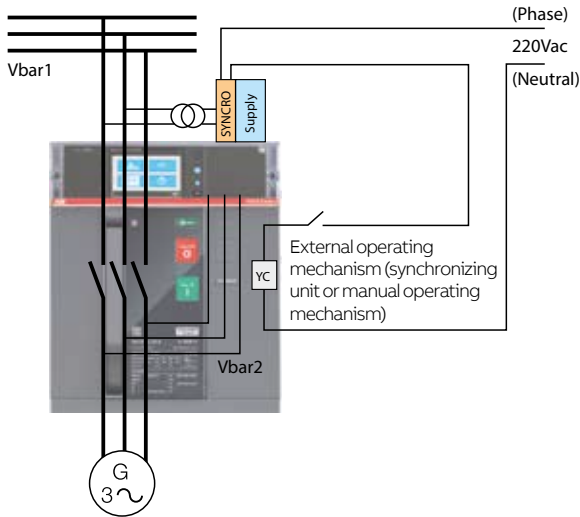 (Phase)
220Vac
(Neutral)
Vbar1
SYNCRO
Supply
External operating
mechanism (synchronizing
unit or manual operating
mechanism)
YC
Vbar2
G
3